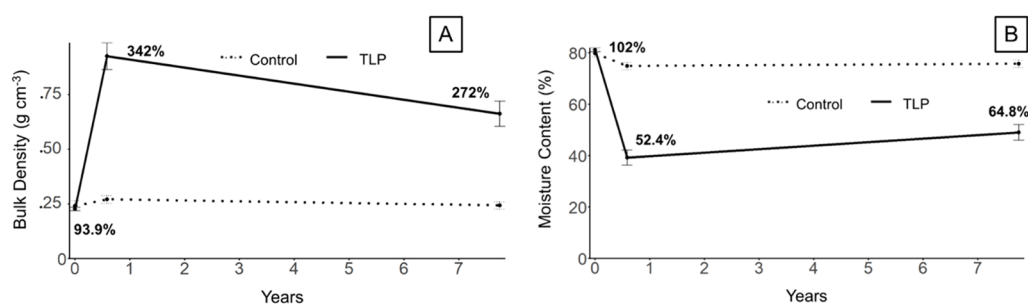 A
342%
Control TLP
272%
93.9%
.75
.50
.25
0
Bulk Density (g cm-3)
0 1 2 3 4 5 6 7
Years
B
102%
Control TLP
64.8%
52.4%
80
60
40
20
0
Moisture Content (%)
0 1 2 3 4 5 6 7
Years